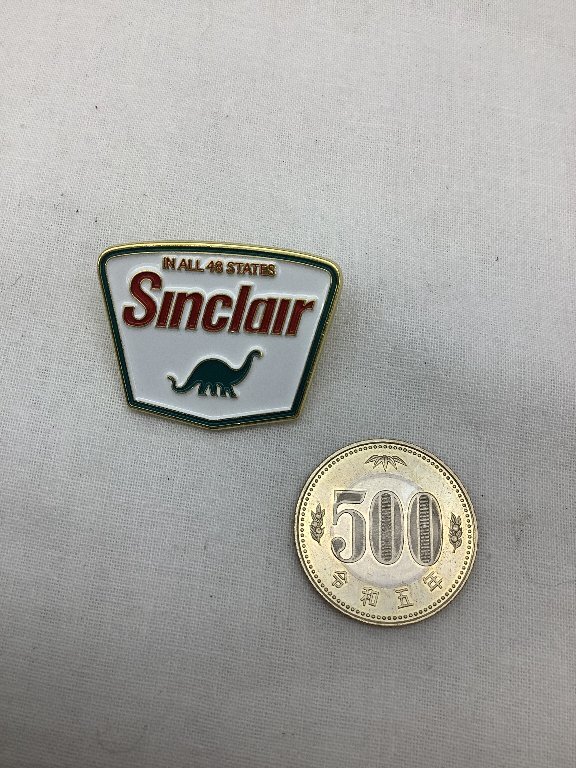 IN ALL 48 STATES
Sinclair
500
令和五年